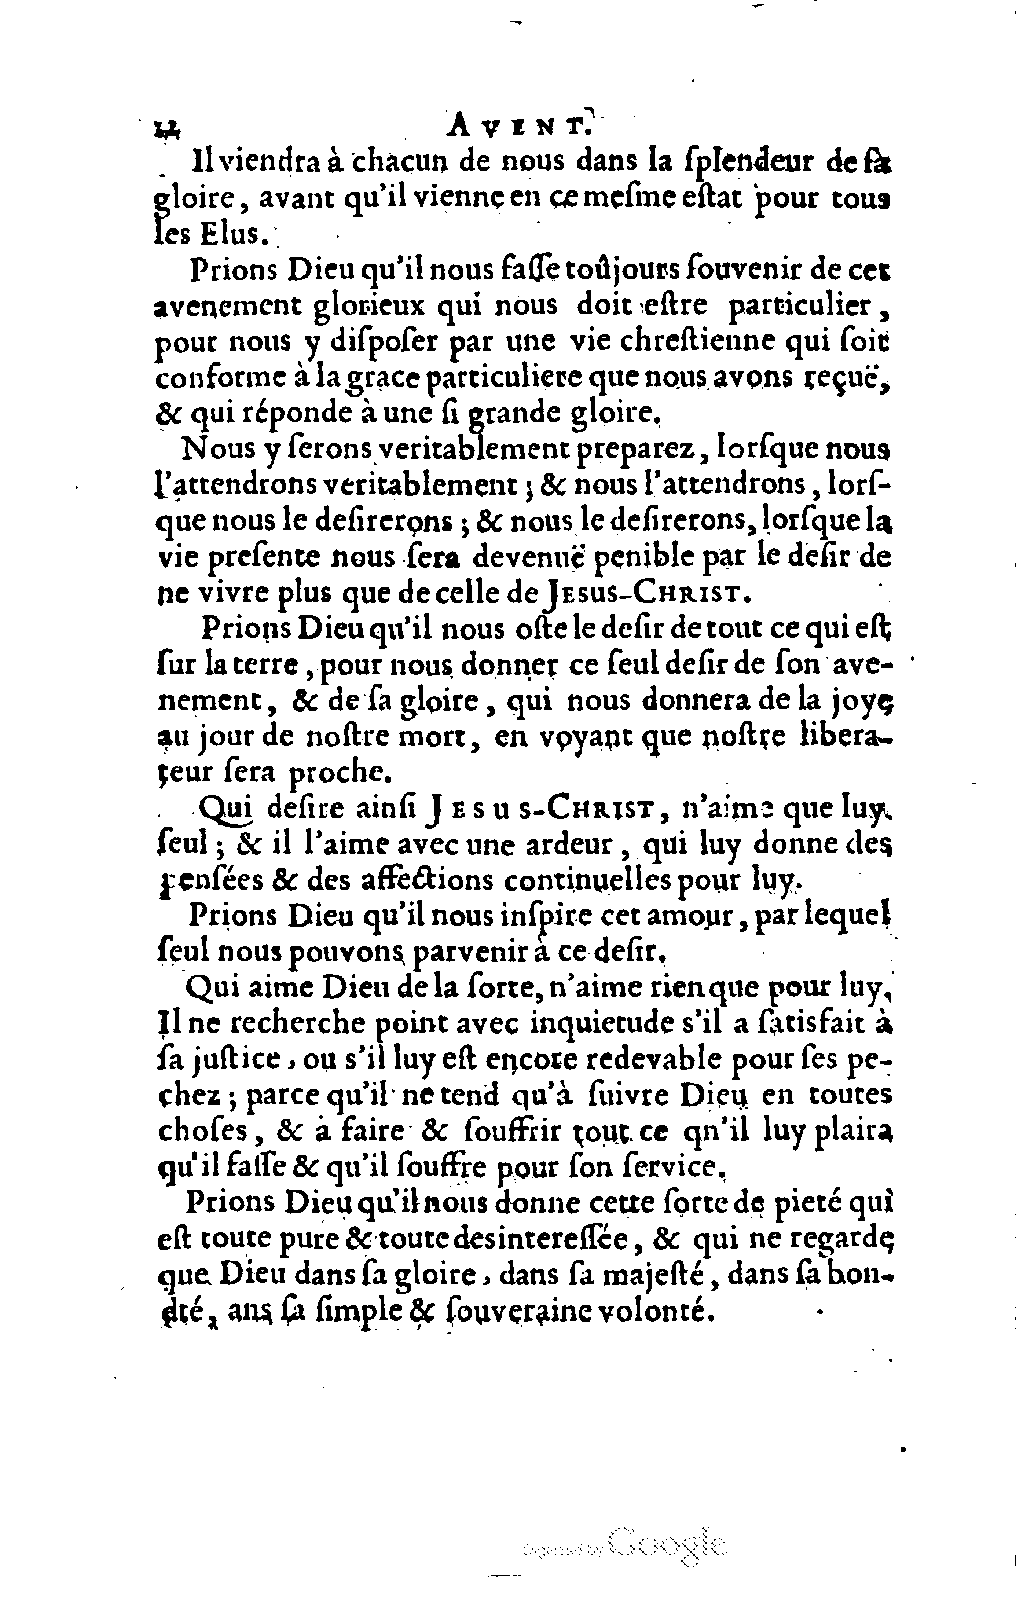 AVENT.
Il viendra à chacun de nous dans la ſplendeur de ſa
gloire, avant qu'il vienne en ce meſme eſtat pour tous
les Elus.
Prions Dieu qu'il nous faſſe toûjours ſouvenir de cet
avenement glorieux qui nous doit eſtre particulier,
pour nous y diſpoſer par une vie chreſtienne qui ſoit
conforme à la grace particuliere que nous avons reçuë,
& qui réponde à une ſi grande gloire.
Nous y ſerons veritablement preparez, lorſque nous
l'attendrons veritablement ; & nous l'attendrons, lorſ-
que nous le deſirerons ; & nous le deſirerons, lorſque la
vie preſente nous ſera devenuë penible par le deſir de
ne vivre plus que de celle de JESUS-CHRIST.
Prions Dieu qu'il nous oſte le deſir de tout ce qui eſt
ſur la terre, pour nous donner ce ſeul deſir de ſon ave-
nement, & de ſa gloire, qui nous donnera de la joye
au jour de noſtre mort, en voyant que noſtre libera-
teur ſera proche.
Qui deſire ainſi JESUS-CHRIST, n'aime que luy
ſeul ; & il l'aime avec une ardeur, qui luy donne des
penſées & des affections continuelles pour luy.
Prions Dieu qu'il nous inſpire cet amour, par lequel
ſeul nous pouvons parvenir à ce deſir.
Qui aime Dieu de la ſorte, n'aime rien que pour luy.
Il ne recherche point avec inquietude s'il a ſatisfait à
ſa juſtice, ou s'il luy eſt encore redevable pour ſes pe-
chez ; parce qu'il ne tend qu'à ſuivre Dieu en toutes
choſes, & à faire & ſouffrir tout ce qn'il luy plaira
qu'il faſſe & qu'il ſouffre pour ſon ſervice.
Prions Dieu qu'il nous donne cette ſorte de pieté qui
eſt toute pure & toute desintereſſée, & qui ne regarde
que Dieu dans ſa gloire, dans ſa majeſté, dans ſa bon-
dté, ans ſa ſimple & ſouveraine volonté.
Digitized by Google